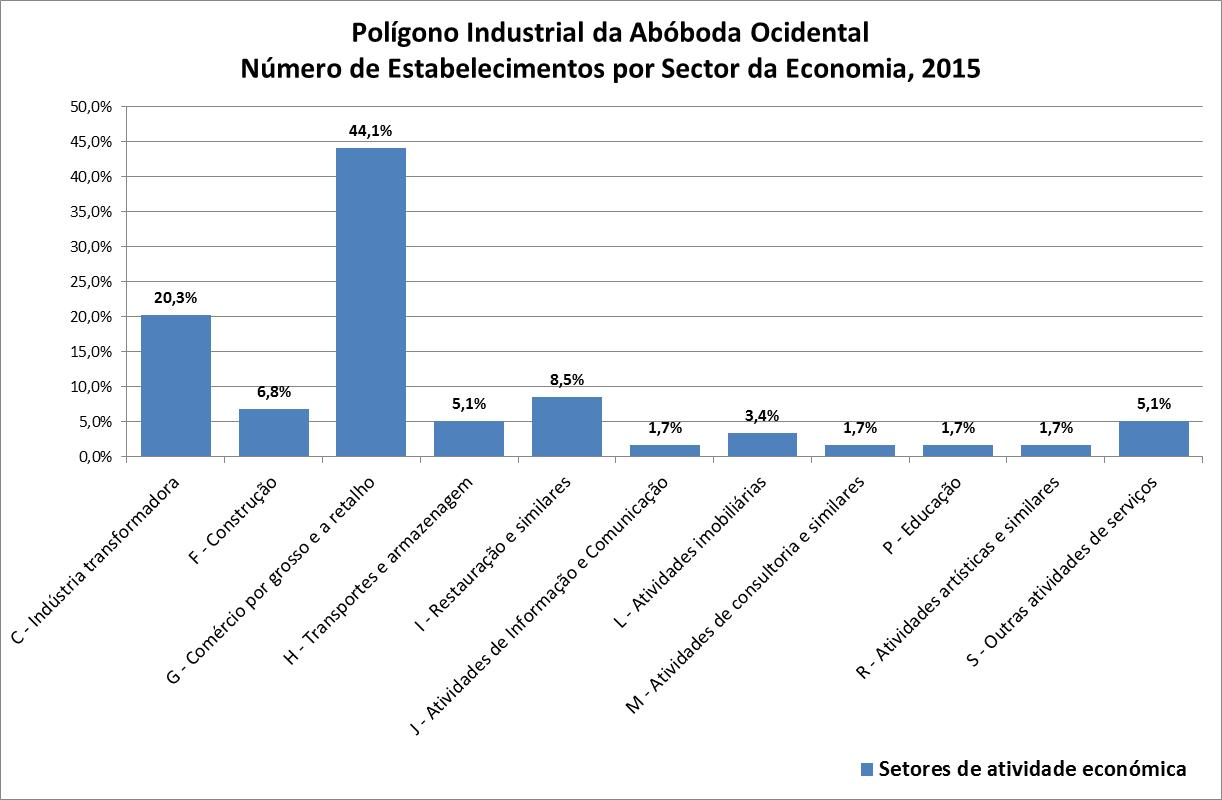 Polígono Industrial da Abóboda Ocidental
Número de Estabelecimentos por Sector da Economia, 2015
50,0%
45,0%
40,0%
35,0%
30,0%
25,0%
20,0%
15,0%
10,0%
5,0%
0,0%
20,3%
6,8%
44,1%
5,1%
8,5%
1,7%
3,4%
1,7%
1,7%
1,7%
5,1%
C - Indústria transformadora
F - Construção
G - Comércio por grosso e a retalho
H - Transportes e armazenagem
I - Restauração e similares
J - Atividades de Informação e Comunicação
L - Atividades imobiliárias
M - Atividades de consultoria e similares
P - Educação
R - Atividades artísticas e similares
S - Outras atividades de serviços
Setores de atividade económica